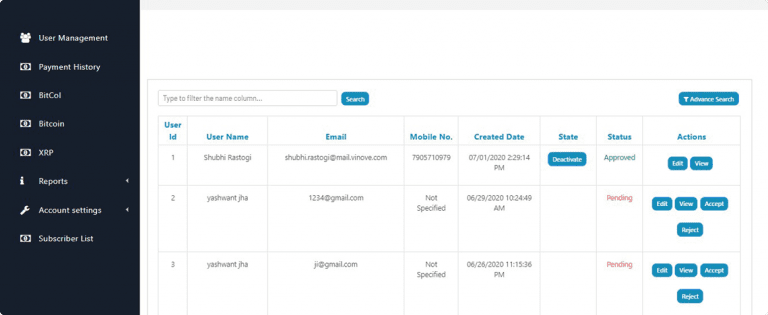 User Management
Payment History
BitCol
Bitcoin
XRP
Reports
Account settings
Subscriber List
Type to filter the name column...
Search
Advance Search
User Id
User Name
Email
Mobile No.
Created Date
State
Status
Actions
1
Shubhi Rastogi
shubhi.rastogi@mail.vinove.com
7905710979
07/01/2020 2:29:14
PM
Deactivate
Approved
Edit
View
2
yashwant jha
1234@gmail.com
Not
Specified
06/29/2020 10:24:49
AM
Pending
Edit
View
Accept
Reject
3
yashwant jha
ji@gmail.com
Not
Specified
06/26/2020 11:15:36
PM
Pending
Edit
View
Accept
Reject